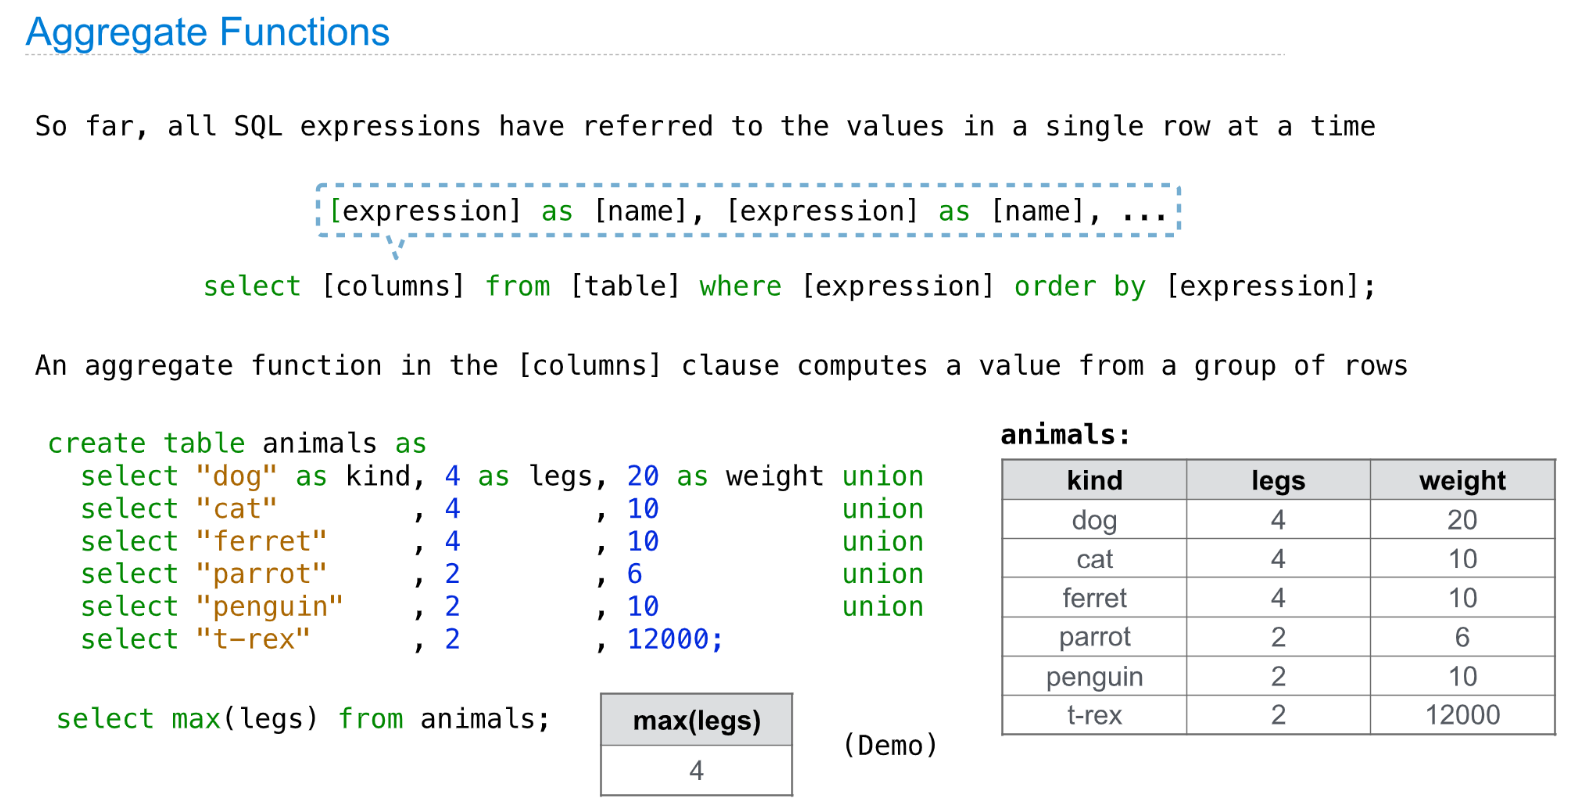 Aggregate Functions
So far, all SQL expressions have referred to the values in a single row at a time
[expression] as [name], [expression] as [name], ...
select [columns] from [table] where [expression] order by [expression];
An aggregate function in the [columns] clause computes a value from a group of rows
create table animals as
select "dog" as kind, 4 as legs, 20 as weight union
select "cat" , 4 , 10 union
select "ferret" , 4 , 10 union
select "parrot" , 2 , 6 union
select "penguin" , 2 , 10 union
select "t-rex" , 2 , 12000;
animals:
kind legs weight
dog 4 20
cat 4 10
ferret 4 10
parrot 2 6
penguin 2 10
t-rex 2 12000
select max(legs) from animals;
max(legs)
4
(Demo)